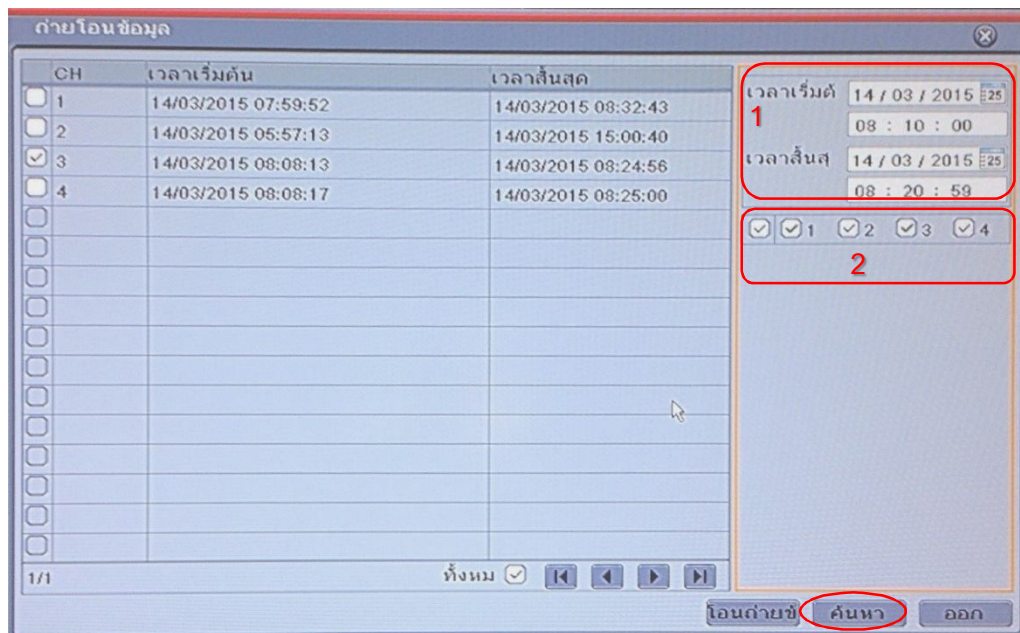 ถ่ายโอนข้อมูล
CH เวลาเริ่มต้น เวลาสิ้นสุด
1 14/03/2015 07:59:52 14/03/2015 08:32:43
2 14/03/2015 05:57:13 14/03/2015 15:00:40
3 14/03/2015 08:08:13 14/03/2015 08:24:56
4 14/03/2015 08:08:17 14/03/2015 08:25:00
1/1 ทั้งหม
เวลาเริ่มต้ 14 / 03 / 2015 25
1
08 : 10 : 00
เวลาสิ้นสุ 14 / 03 / 2015 25
08 : 20 : 59
1 2 3 4
2
โอนถ่ายข้ ค้นหา ออก